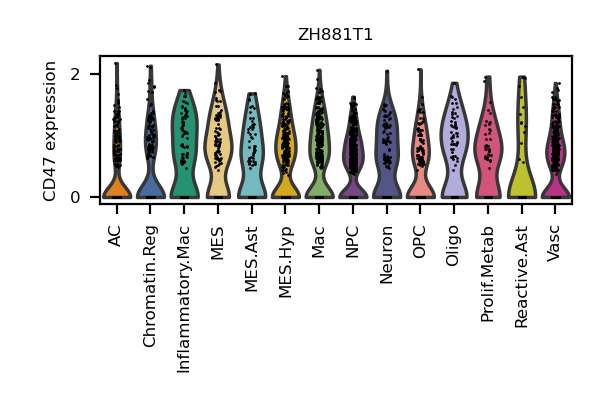 ZH881T1
CD47 expression
2
0
AC
Chromatin.Reg
Inflammatory.Mac
MES
MES.Ast
MES.Hyp
Mac
NPC
Neuron
OPC
Oligo
Prolif.Metab
Reactive.Ast
Vasc